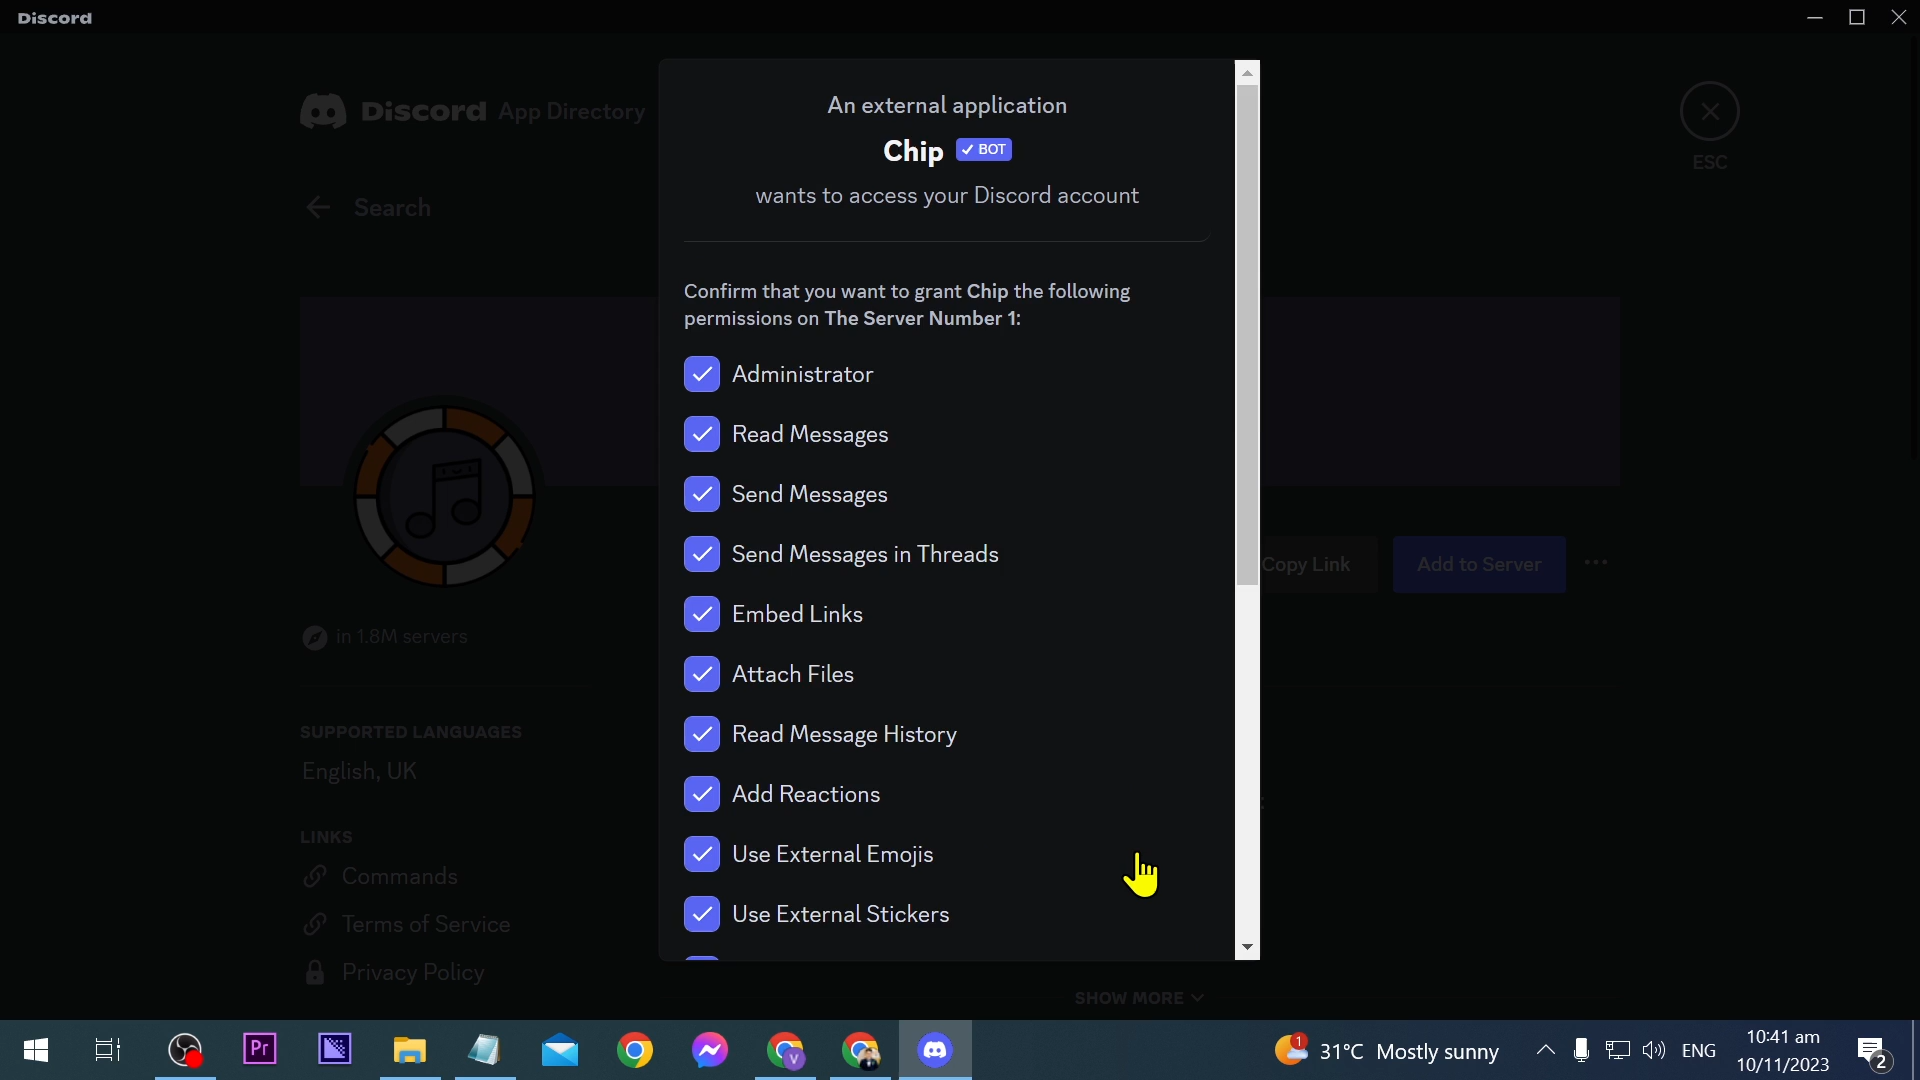 Discord
Discord App Directory
ESC
Search
An external application
Chip BOT
wants to access your Discord account
Confirm that you want to grant Chip the following
permissions on The Server Number 1:
Administrator
Read Messages
Send Messages
Send Messages in Threads
Embed Links
Attach Files
Read Message History
Add Reactions
Use External Emojis
Use External Stickers
Copy Link
Add to Server
in 1.8M servers
SUPPORTED LANGUAGES
English, UK
LINKS
Commands
Terms of Service
Privacy Policy
SHOW MORE
Pr
V
1
31°C Mostly sunny
ENG
10:41 am
10/11/2023
2